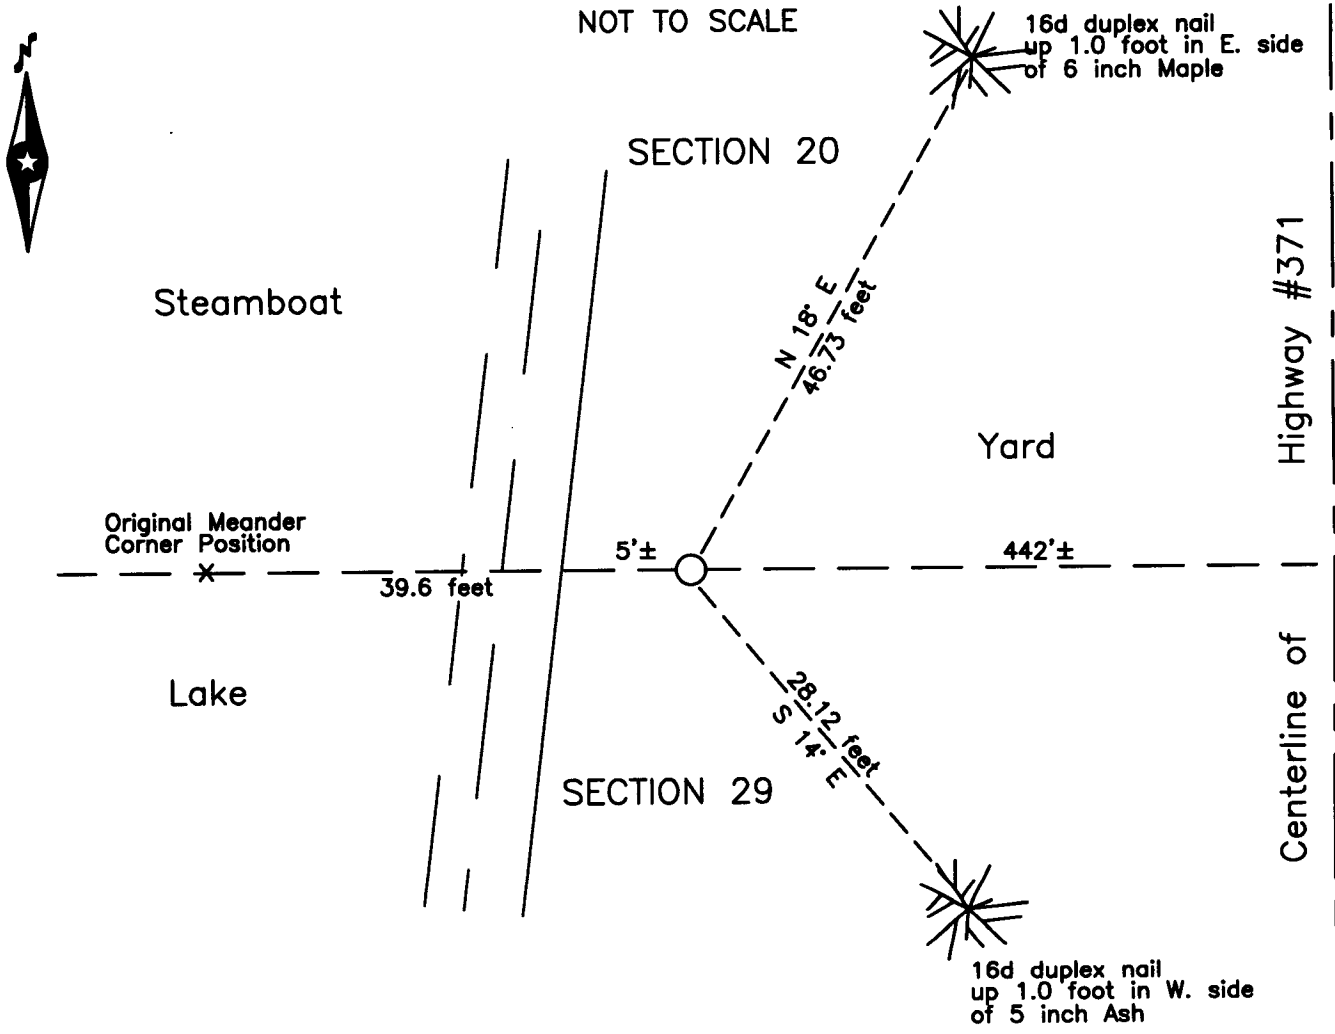 NOT TO SCALE
16d duplex nail
up 1.0 foot in E. side
of 6 inch Maple
N
SECTION 20
Steamboat
N 18° E
46.73 feet
Highway #371
Yard
Original Meander
Corner Position
5'±
442'±
39.6 feet
Lake
28.12 feet
S 14° E
SECTION 29
Centerline of
16d duplex nail
up 1.0 foot in W. side
of 5 inch Ash